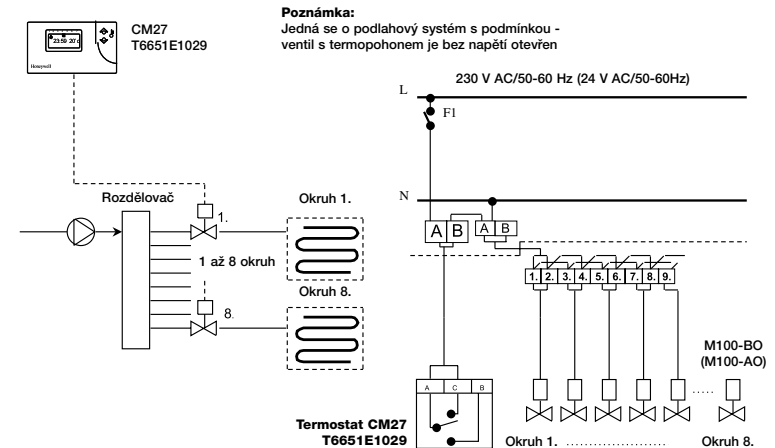 Poznámka:
Jedná se o podlahový systém s podmínkou -
ventil s termopohonem je bez napětí otevřen
CM27
T6651E1029
23:59 20°c
Honeywell
Rozdělovač
1.
Okruh 1.
1 až 8 okruh
Okruh 8.
8.
230 V AC/50-60 Hz (24 V AC/50-60Hz)
L
F1
N
A B A B
1. 2. 3. 4. 5. 6. 7. 8. 9.
M100-BO
(M100-AO)
A C B
Termostat CM27
T6651E1029
Okruh 1. ...................... Okruh 8.